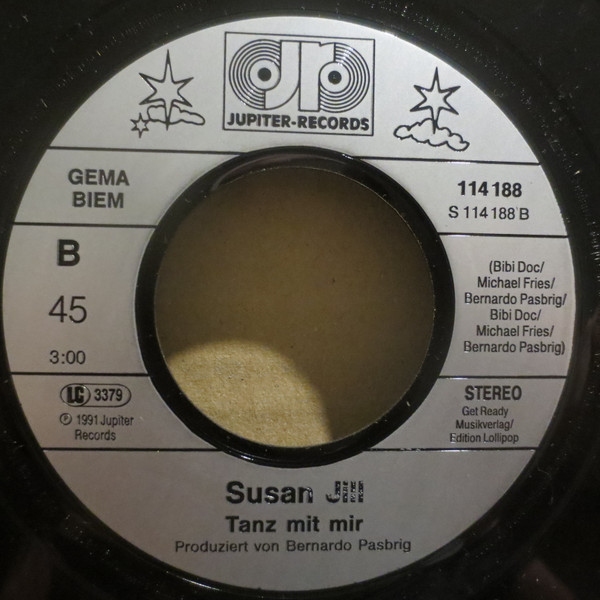 JUPITER-RECORDS
GEMA
BIEM
114 188
S 114 188 B
B
45
3:00
(Bibi Doc/
Michael Fries/
Bernardo Pasbrig/
Bibi Doc/
Michael Fries/
Bernardo Pasbrig)
LC 3379
℗ 1991 Jupiter
Records
STEREO
Get Ready
Musikverlag/
Edition Lollipop
Susan Jill
Tanz mit mir
Produziert von Bernardo Pasbrig